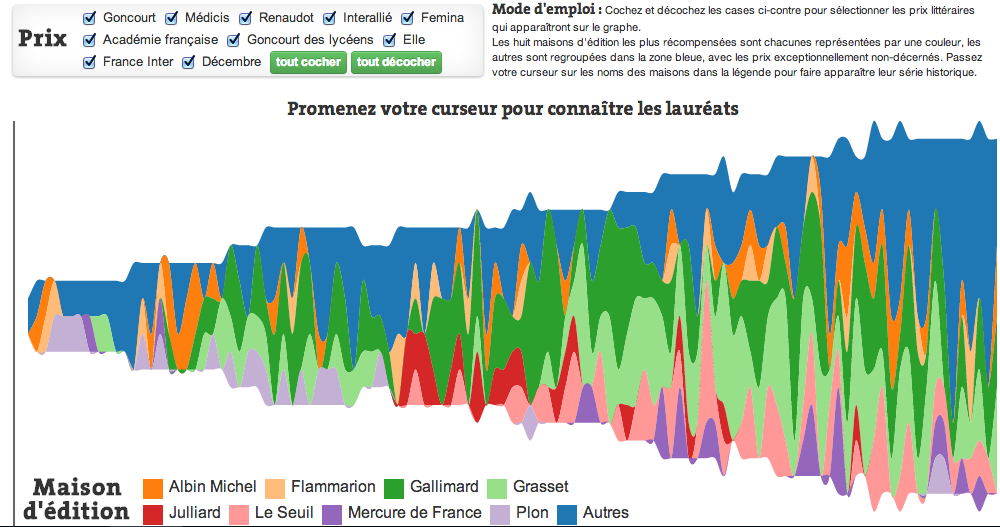 Prix
Goncourt Médicis Renaudot Interallié Femina
Académie française Goncourt des lycéens Elle
France Inter Décembre tout cocher tout décocher
Mode d'emploi : Cochez et décochez les cases ci-contre pour sélectionner les prix littéraires
qui apparaîtront sur le graphe.
Les huit maisons d'édition les plus récompensées sont chacunes représentées par une couleur, les
autres sont regroupées dans la zone bleue, avec les prix exceptionnellement non-décernés. Passez
votre curseur sur les noms des maisons dans la légende pour faire apparaître leur série historique.
Promenez votre curseur pour connaître les lauréats
Maison
d'édition
Albin Michel Flammarion Gallimard Grasset
Julliard Le Seuil Mercure de France Plon Autres